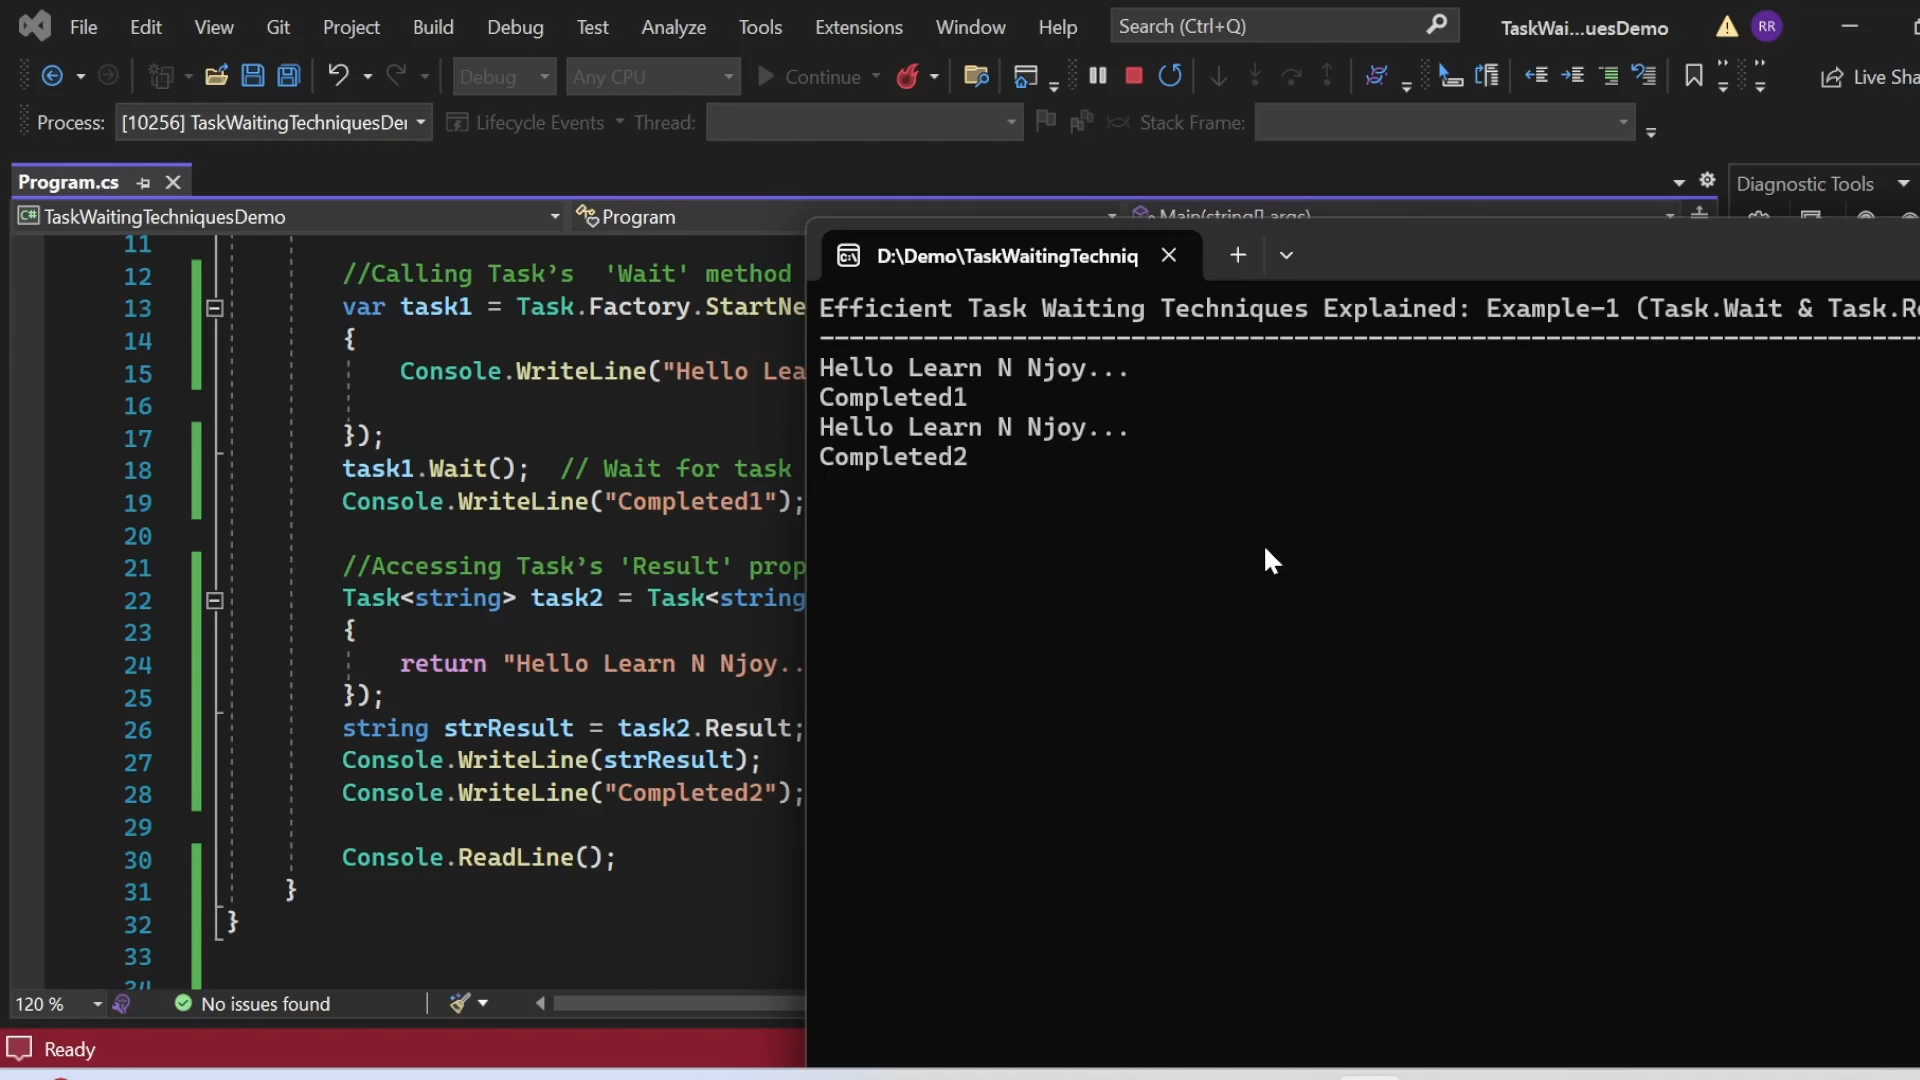 File Edit View Git Project Build Debug Test Analyze Tools Extensions Window Help Search (Ctrl+Q) TaskWai...uesDemo RR
Debug Any CPU Continue Live Sha
Process: [10256] TaskWaitingTechniquesDer Lifecycle Events Thread: Stack Frame:
Program.cs Diagnostic Tools
C# TaskWaitingTechniquesDemo Program Main(string[] args)
11
12 //Calling Task's 'Wait' method
13 var task1 = Task.Factory.StartNe
14 {
15 Console.WriteLine("Hello Lea
16
17 });
18 task1.Wait(); // Wait for task
19 Console.WriteLine("Completed1");
20
21 //Accessing Task's 'Result' prop
22 Task<string> task2 = Task<string
23 {
24 return "Hello Learn N Njoy..
25 });
26 string strResult = task2.Result;
27 Console.WriteLine(strResult);
28 Console.WriteLine("Completed2");
29
30 Console.ReadLine();
31 }
32 }
33
34
120 % No issues found
Ready
D:\Demo\TaskWaitingTechniq
Efficient Task Waiting Techniques Explained: Example-1 (Task.Wait & Task.Re
---------------------------------------------------------------------------
Hello Learn N Njoy...
Completed1
Hello Learn N Njoy...
Completed2